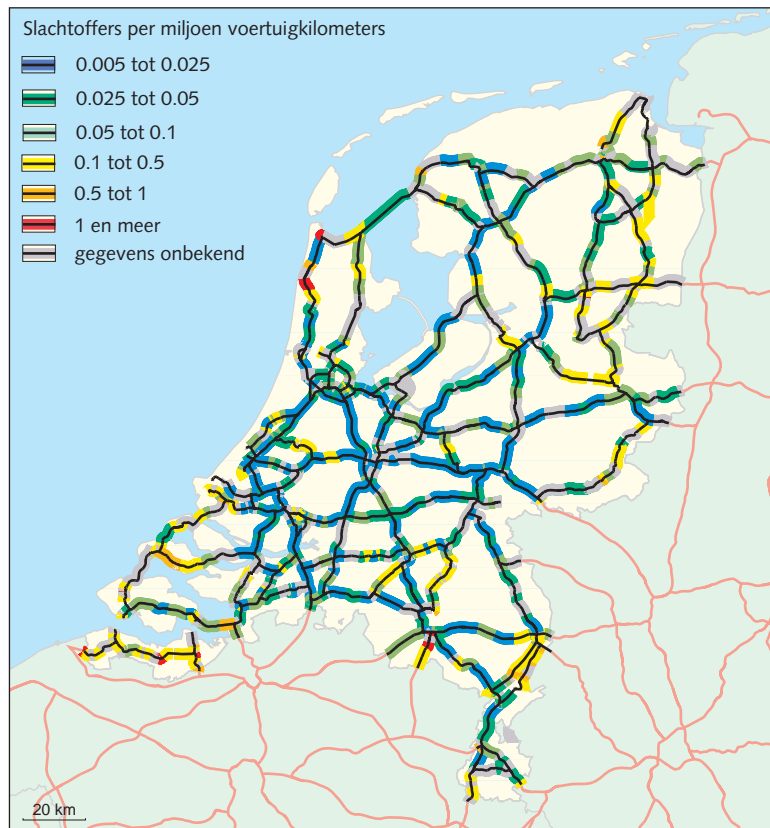 Slachtoffers per miljoen voertuigkilometers
0.005 tot 0.025
0.025 tot 0.05
0.05 tot 0.1
0.1 tot 0.5
0.5 tot 1
1 en meer
gegevens onbekend
20 km